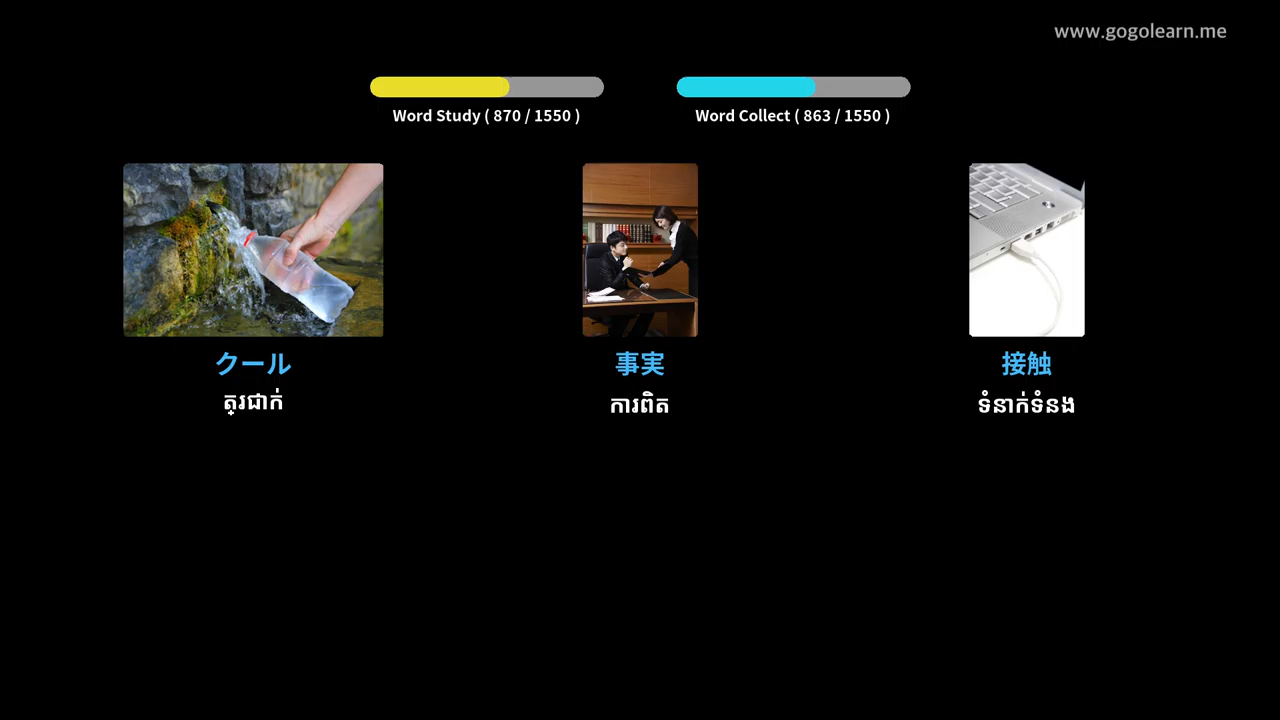 www.gogolearn.me
Word Study ( 870 / 1550 )
Word Collect ( 863 / 1550 )
クール
事実
接触
ត្រជាក់
ការពិត
ទំនាក់ទំនង